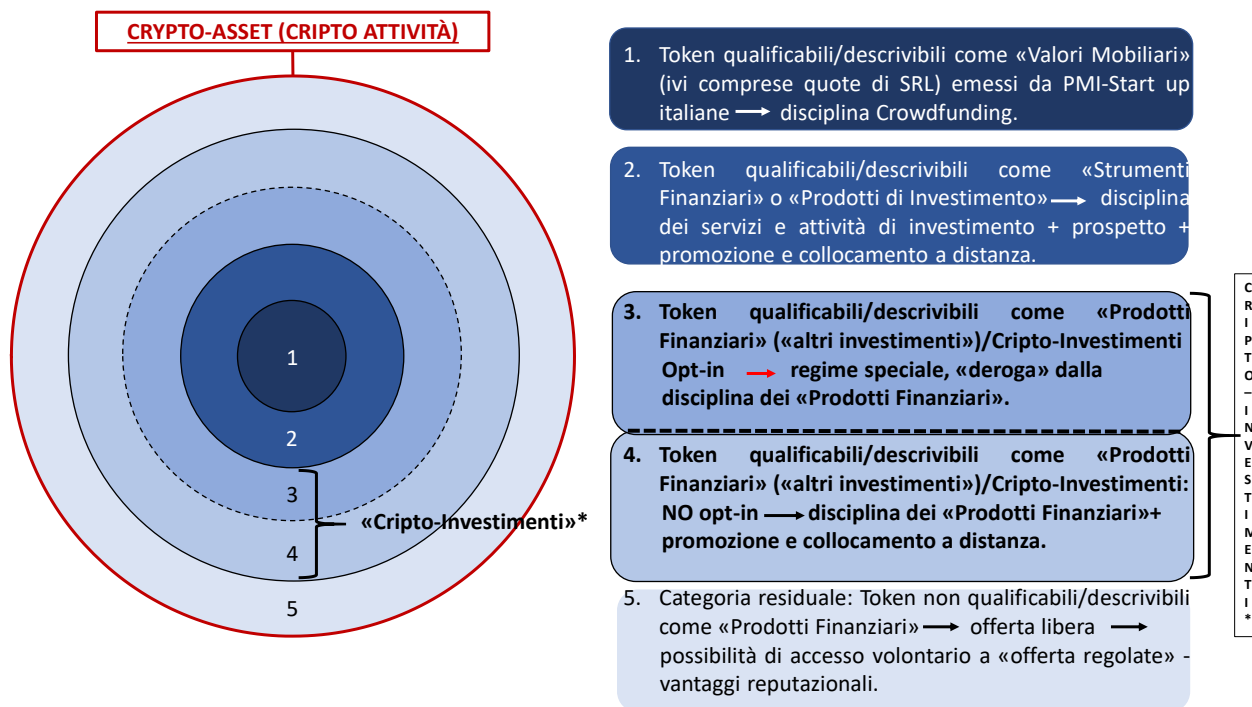 CRYPTO-ASSET (CRIPTO ATTIVITÀ)
1
2
3
«Cripto-Investimenti»*
4
5
1. Token qualificabili/descrivibili come «Valori Mobiliari»
(ivi comprese quote di SRL) emessi da PMI-Start up
italiane → disciplina Crowdfunding.
2. Token qualificabili/descrivibili come «Strumenti
Finanziari» o «Prodotti di Investimento» → disciplina
dei servizi e attività di investimento + prospetto +
promozione e collocamento a distanza.
3. Token qualificabili/descrivibili come «Prodotti
Finanziari» («altri investimenti»)/Cripto-Investimenti
Opt-in → regime speciale, «deroga» dalla
disciplina dei «Prodotti Finanziari».
4. Token qualificabili/descrivibili come «Prodotti
Finanziari» («altri investimenti»)/Cripto-Investimenti:
NO opt-in → disciplina dei «Prodotti Finanziari»+
promozione e collocamento a distanza.
5. Categoria residuale: Token non qualificabili/descrivibili
come «Prodotti Finanziari» → offerta libera →
possibilità di accesso volontario a «offerta regolate» -
vantaggi reputazionali.
CRIPTO–INVESTIMENTI*